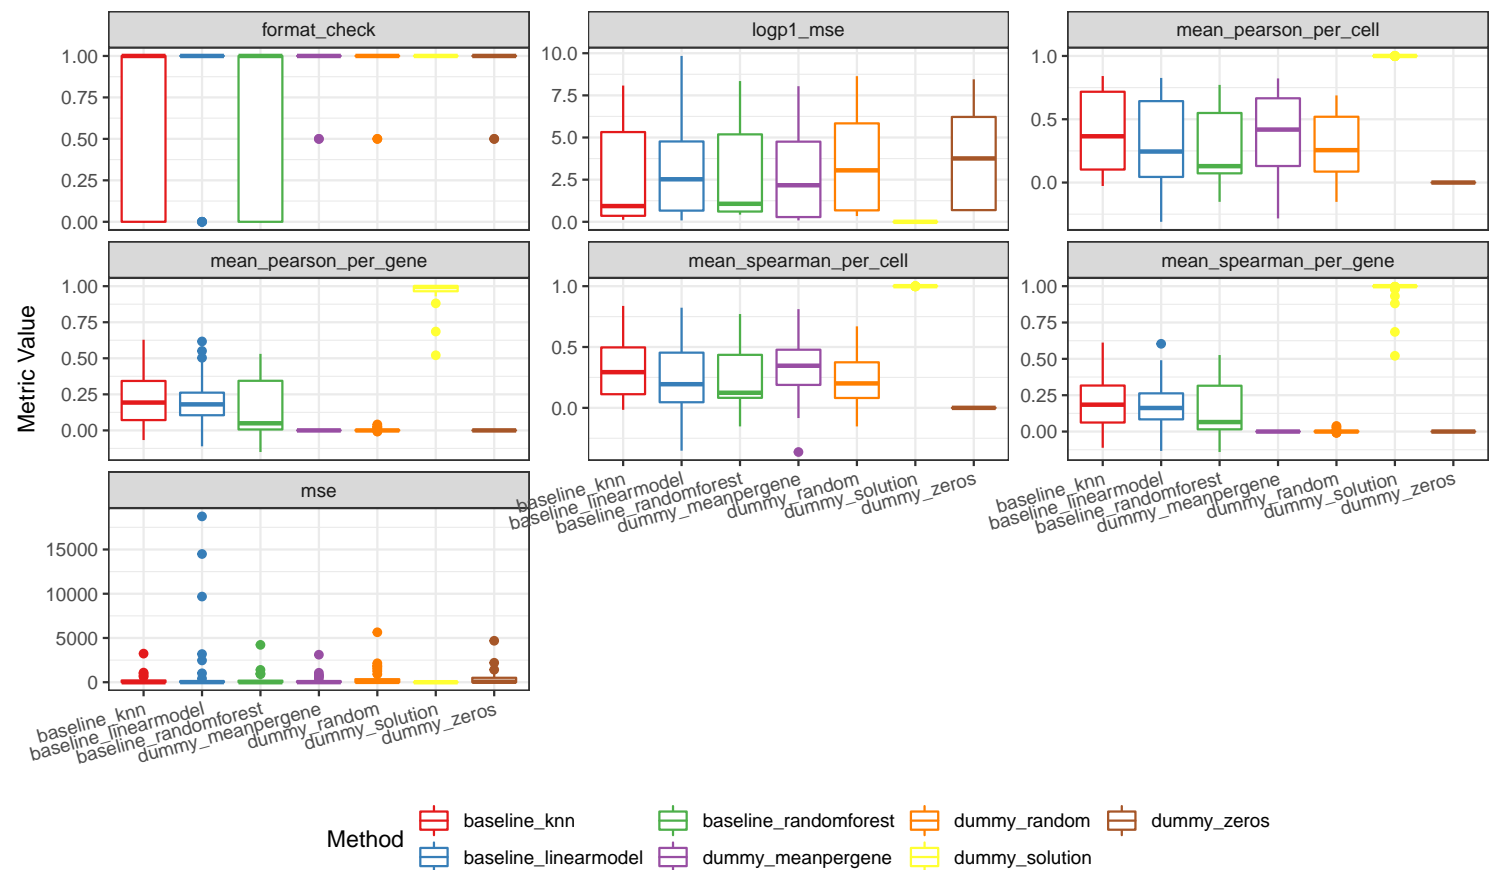 format_check
logp1_mse
mean_pearson_per_cell
1.00
0.75
0.50
0.25
0.00
10.0
7.5
5.0
2.5
0.0
1.0
0.5
0.0
mean_pearson_per_gene
mean_spearman_per_cell
mean_spearman_per_gene
1.00
0.75
0.50
0.25
0.00
1.0
0.5
0.0
1.00
0.75
0.50
0.25
0.00
Metric Value
baseline_knn
baseline_linearmodel
baseline_randomforest
dummy_meanpergene
dummy_random
dummy_solution
dummy_zeros
baseline_knn
baseline_linearmodel
baseline_randomforest
dummy_meanpergene
dummy_random
dummy_solution
dummy_zeros
mse
15000
10000
5000
0
baseline_knn
baseline_linearmodel
baseline_randomforest
dummy_meanpergene
dummy_random
dummy_solution
dummy_zeros
Method
baseline_knn
baseline_randomforest
dummy_random
dummy_zeros
baseline_linearmodel
dummy_meanpergene
dummy_solution